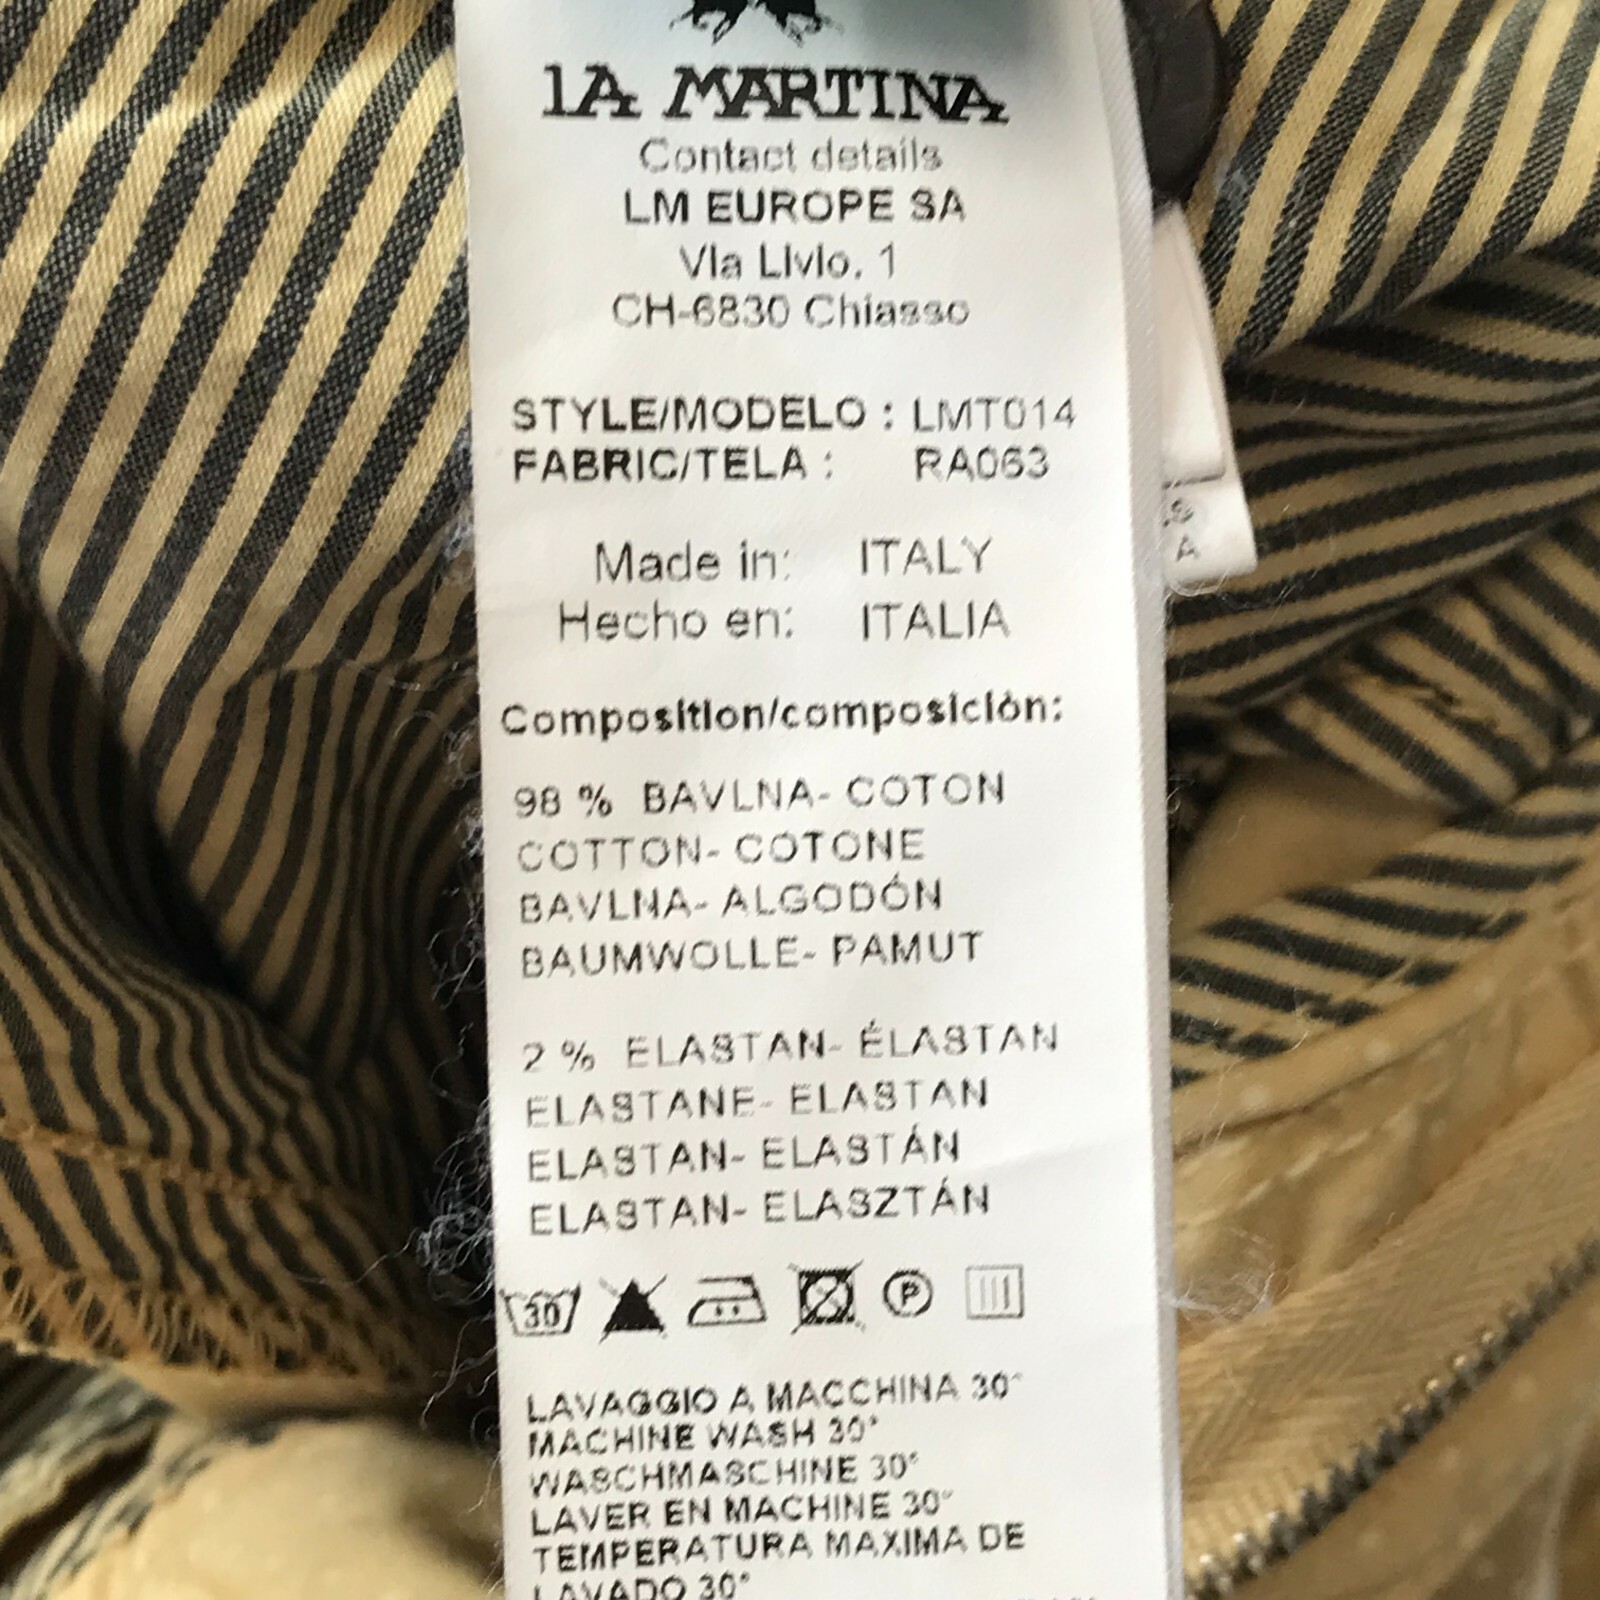 LA MARTINA
Contact details
LM EUROPE SA
Via Livio. 1
CH-6830 Chiasso
STYLE/MODELO : LMT014
FABRIC/TELA : RA063
Made in: ITALY
Hecho en: ITALIA
Composition/composiciòn:
98 % BAVLNA- COTON
COTTON- COTONE
BAVLNA- ALGODÓN
BAUMWOLLE- PAMUT
2 % ELASTAN- ÉLASTAN
ELASTANE- ELASTAN
ELASTAN- ELASTÁN
ELASTAN- ELASZTÁN
30 P
LAVAGGIO A MACCHINA 30°
MACHINE WASH 30°
WASCHMASCHINE 30°
LAVER EN MACHINE 30°
TEMPERATURA MAXIMA DE
LAVADO 30°
A